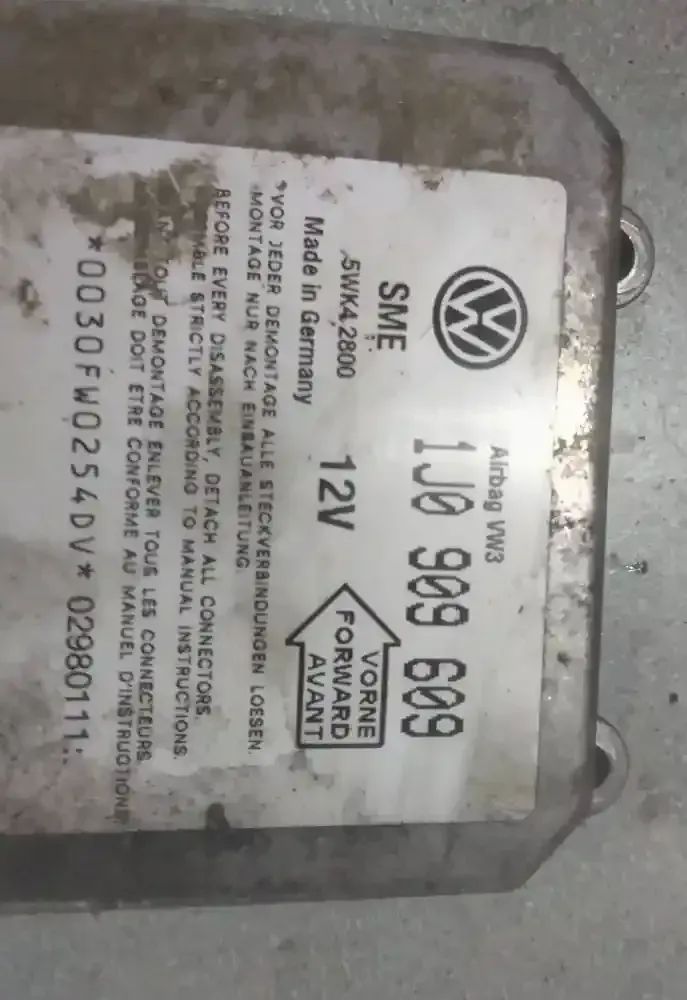 Airbag VW3
1J0 909 609
SME
5WK4 2800
12V
VORNE
FORWARD
AVANT
Made in Germany
*VOR JEDER DEMONTAGE ALLE STECKVERBINDUNGEN LOESEN.
MONTAGE NUR NACH EINBAUANLEITUNG.
BEFORE EVERY DISASSEMBLY, DETACH ALL CONNECTORS.
STRICTLY ACCORDING TO MANUAL INSTRUCTIONS.
TOUT DEMONTAGE ENLEVER TOUS LES CONNECTEURS.
DOIT ETRE CONFORME AU MANUEL D'INSTRUCTIONS
*0030FW0254DV* 02980111